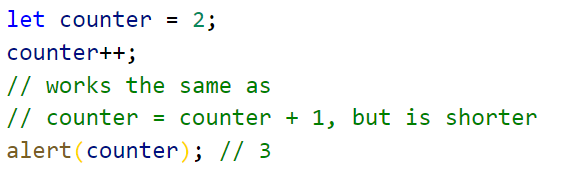 let counter = 2;
counter++;
// works the same as
// counter = counter + 1, but is shorter
alert(counter); // 3